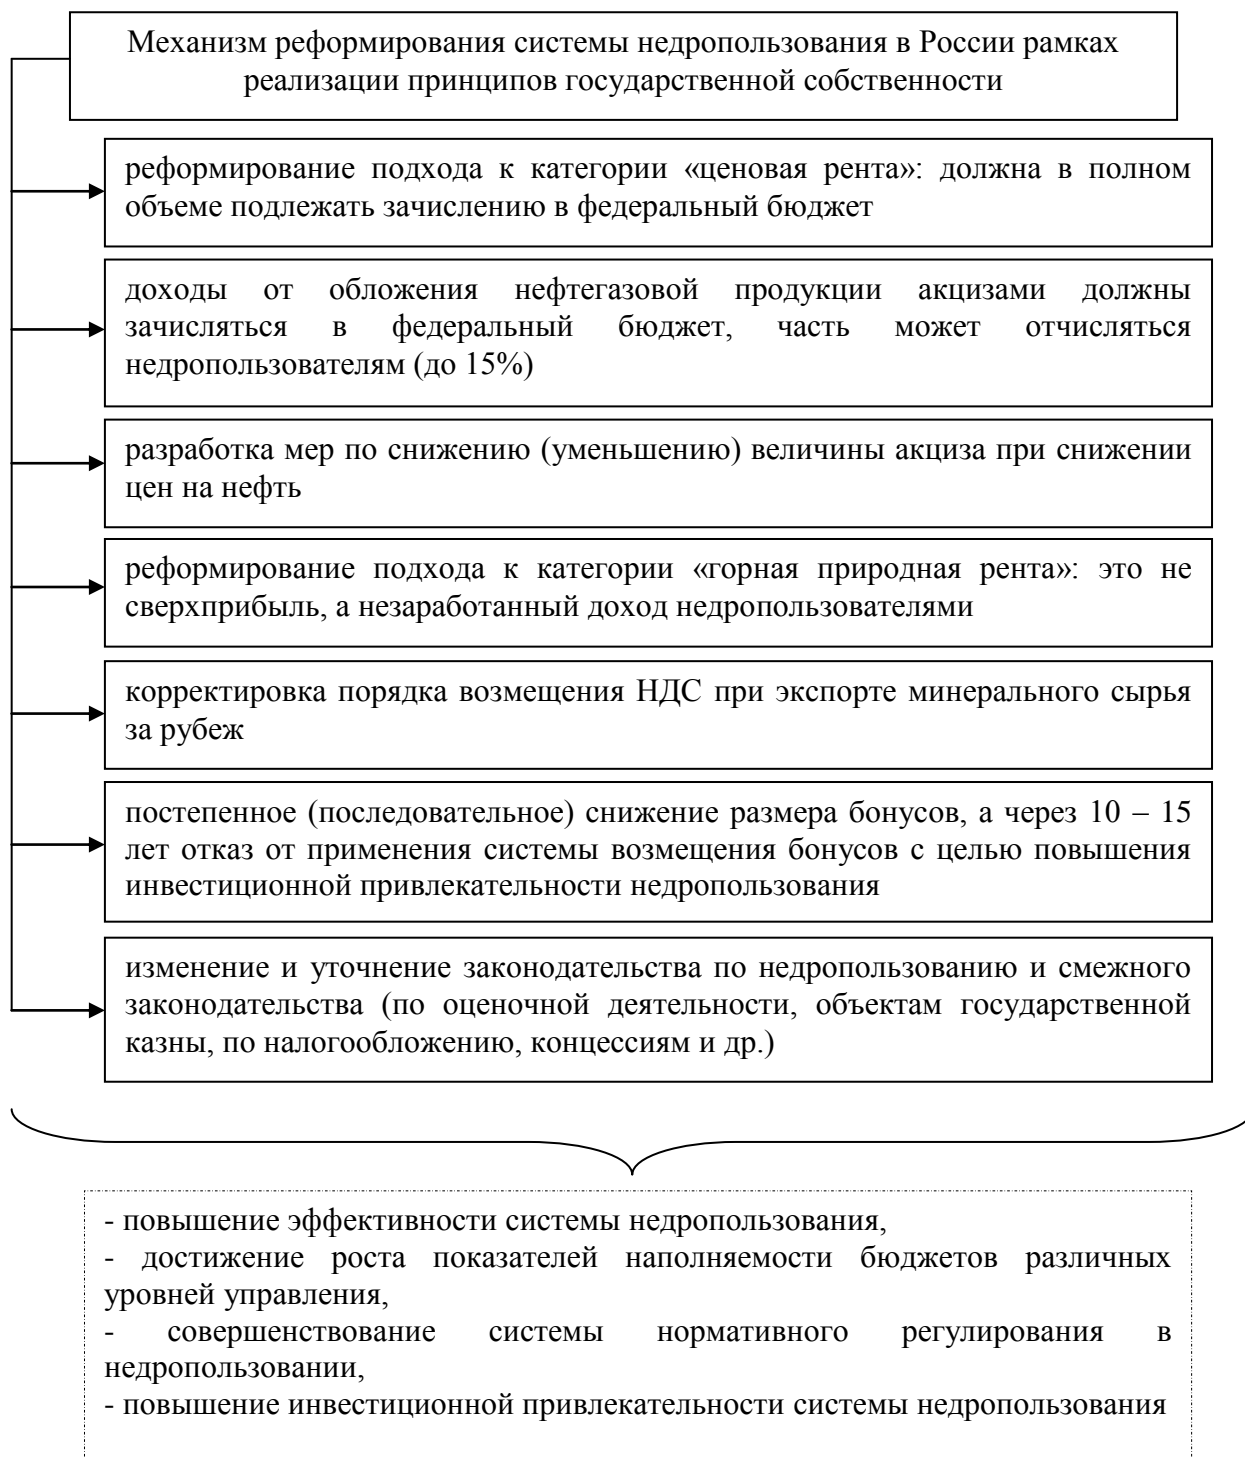 Механизм реформирования системы недропользования в России рамках
реализации принципов государственной собственности
реформирование подхода к категории «ценовая рента»: должна в полном
объеме подлежать зачислению в федеральный бюджет
доходы от обложения нефтегазовой продукции акцизами должны
зачисляться в федеральный бюджет, часть может отчисляться
недропользователям (до 15%)
разработка мер по снижению (уменьшению) величины акциза при снижении
цен на нефть
реформирование подхода к категории «горная природная рента»: это не
сверхприбыль, а незаработанный доход недропользователями
корректировка порядка возмещения НДС при экспорте минерального сырья
за рубеж
постепенное (последовательное) снижение размера бонусов, а через 10 – 15
лет отказ от применения системы возмещения бонусов с целью повышения
инвестиционной привлекательности недропользования
изменение и уточнение законодательства по недропользованию и смежного
законодательства (по оценочной деятельности, объектам государственной
казны, по налогообложению, концессиям и др.)
- повышение эффективности системы недропользования,
- достижение роста показателей наполняемости бюджетов различных
уровней управления,
- совершенствование системы нормативного регулирования в
недропользовании,
- повышение инвестиционной привлекательности системы недропользования